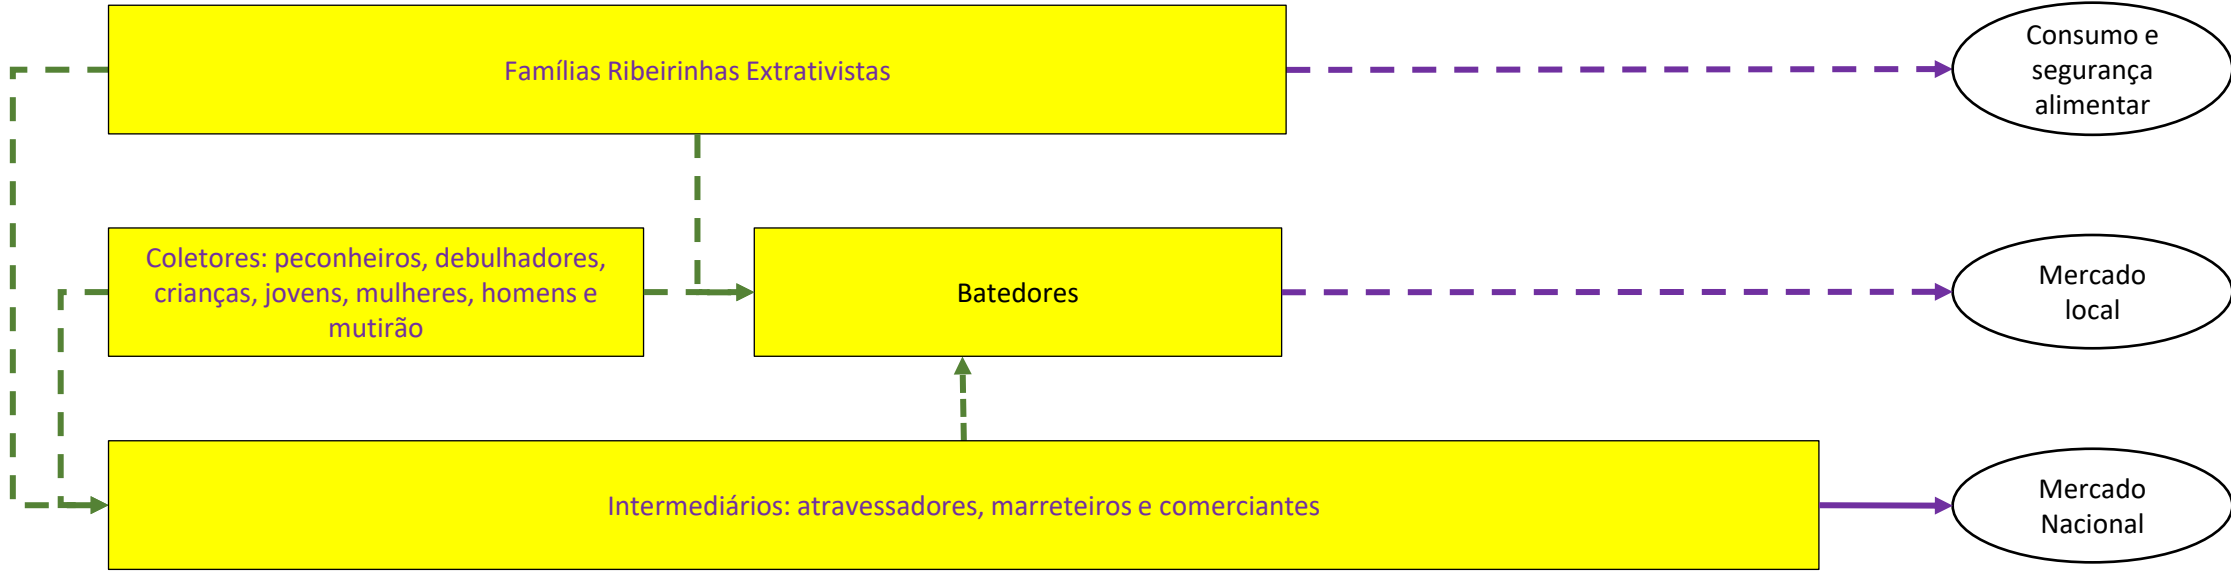 Famílias Ribeirinhas Extrativistas
Consumo e
segurança
alimentar
Coletores: peconheiros, debulhadores,
crianças, jovens, mulheres, homens e
mutirão
Batedores
Mercado
local
Intermediários: atravessadores, marreteiros e comerciantes
Mercado
Nacional